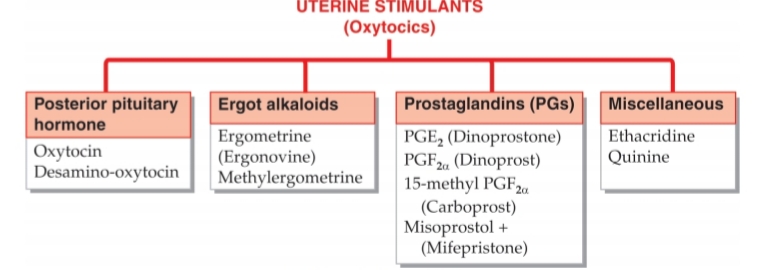 UTERINE STIMULANTS
(Oxytocics)
Posterior pituitary
hormone
Oxytocin
Desamino-oxytocin
Ergot alkaloids
Ergometrine
(Ergonovine)
Methylergometrine
Prostaglandins (PGs)
PGE₂ (Dinoprostone)
PGF₂α (Dinoprost)
15-methyl PGF₂α
(Carboprost)
Misoprostol +
(Mifepristone)
Miscellaneous
Ethacridine
Quinine